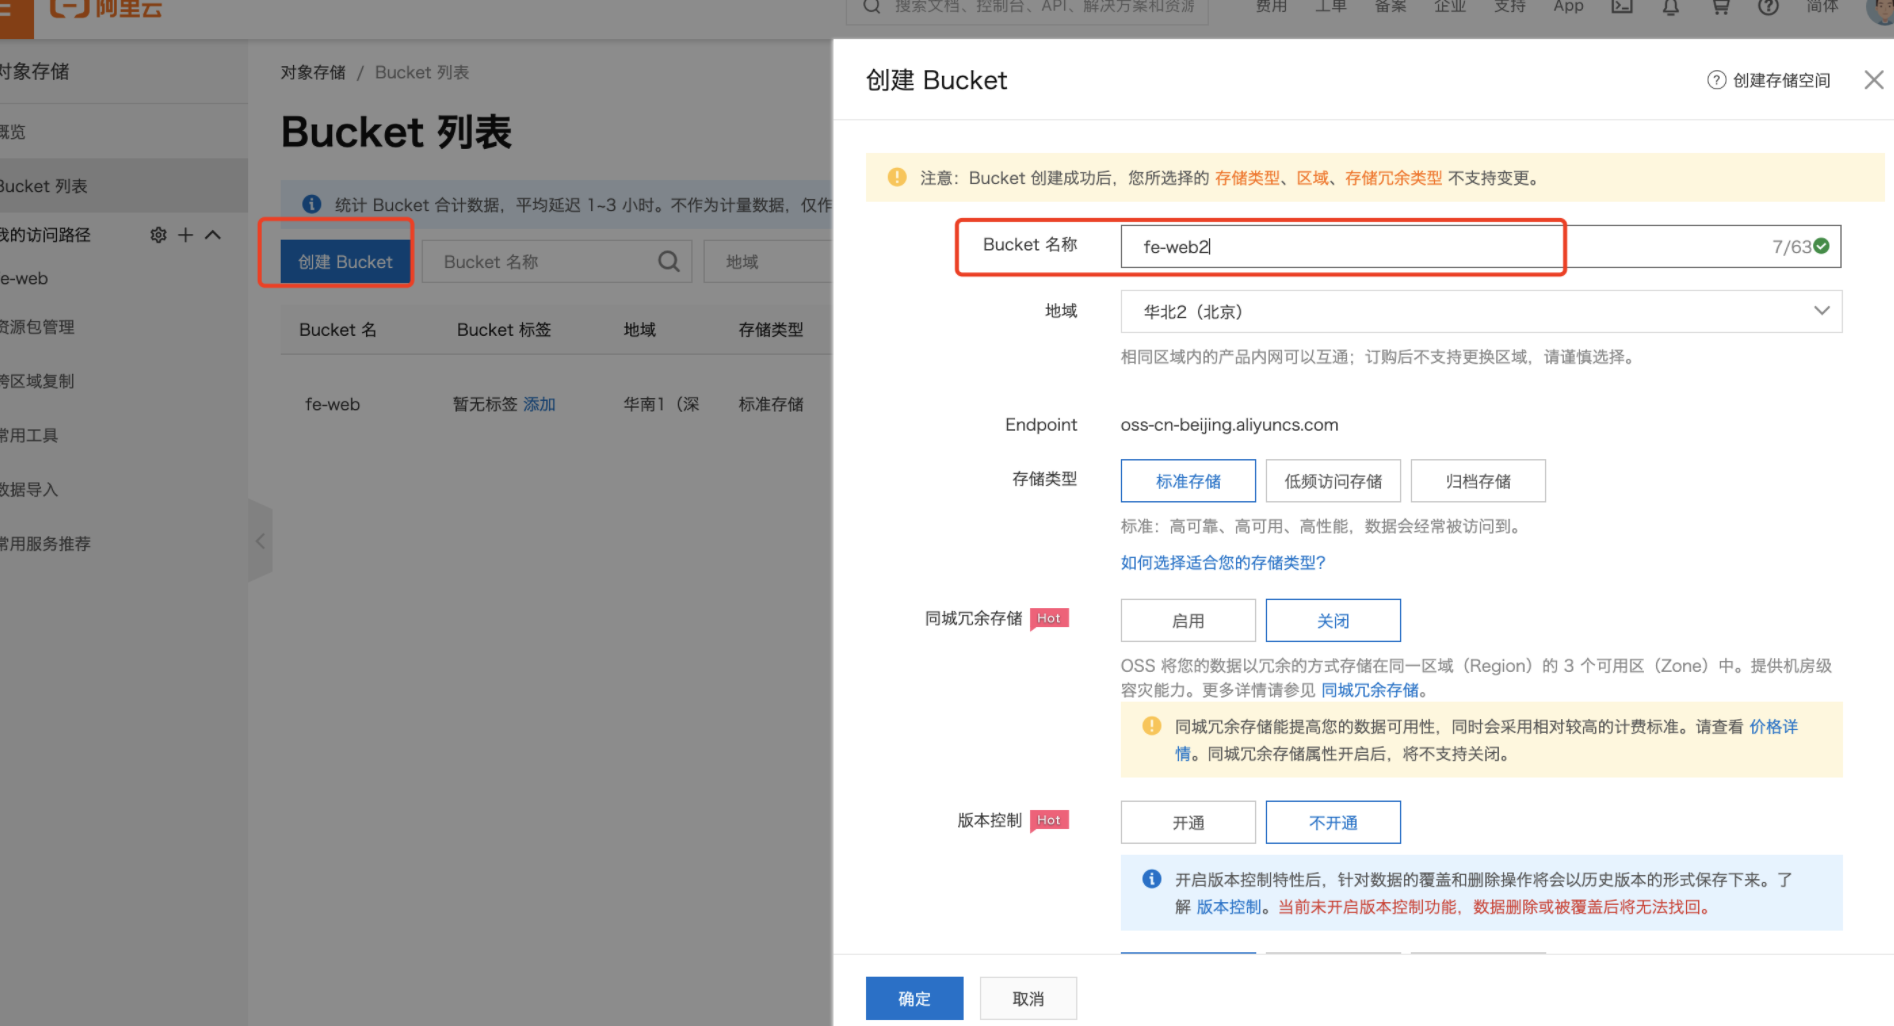 阿里云
搜索文档、控制台、API、解决方案和资源
费用 工单 备案 企业 支持 App 简体
对象存储
概览
Bucket 列表
我的访问路径
fe-web
资源包管理
跨区域复制
常用工具
数据导入
常用服务推荐
对象存储 / Bucket 列表
Bucket 列表
统计 Bucket 合计数据，平均延迟 1~3 小时。不作为计量数据，仅作
创建 Bucket
Bucket 名称
地域
Bucket 名 Bucket 标签 地域 存储类型
fe-web 暂无标签 添加 华南1（深 标准存储
创建 Bucket
创建存储空间
注意：Bucket 创建成功后，您所选择的 存储类型、区域、存储冗余类型 不支持变更。
Bucket 名称 fe-web2 7/63
地域 华北2（北京）
相同区域内的产品内网可以互通；订购后不支持更换区域，请谨慎选择。
Endpoint oss-cn-beijing.aliyuncs.com
存储类型 标准存储 低频访问存储 归档存储
标准：高可靠、高可用、高性能，数据会经常被访问到。
如何选择适合您的存储类型?
同城冗余存储 Hot 启用 关闭
OSS 将您的数据以冗余的方式存储在同一区域（Region）的 3 个可用区（Zone）中。提供机房级
容灾能力。更多详情请参见 同城冗余存储。
同城冗余存储能提高您的数据可用性，同时会采用相对较高的计费标准。请查看 价格详
情。同城冗余存储属性开启后，将不支持关闭。
版本控制 Hot 开通 不开通
开启版本控制特性后，针对数据的覆盖和删除操作将会以历史版本的形式保存下来。了
解 版本控制。当前未开启版本控制功能，数据删除或被覆盖后将无法找回。
确定 取消